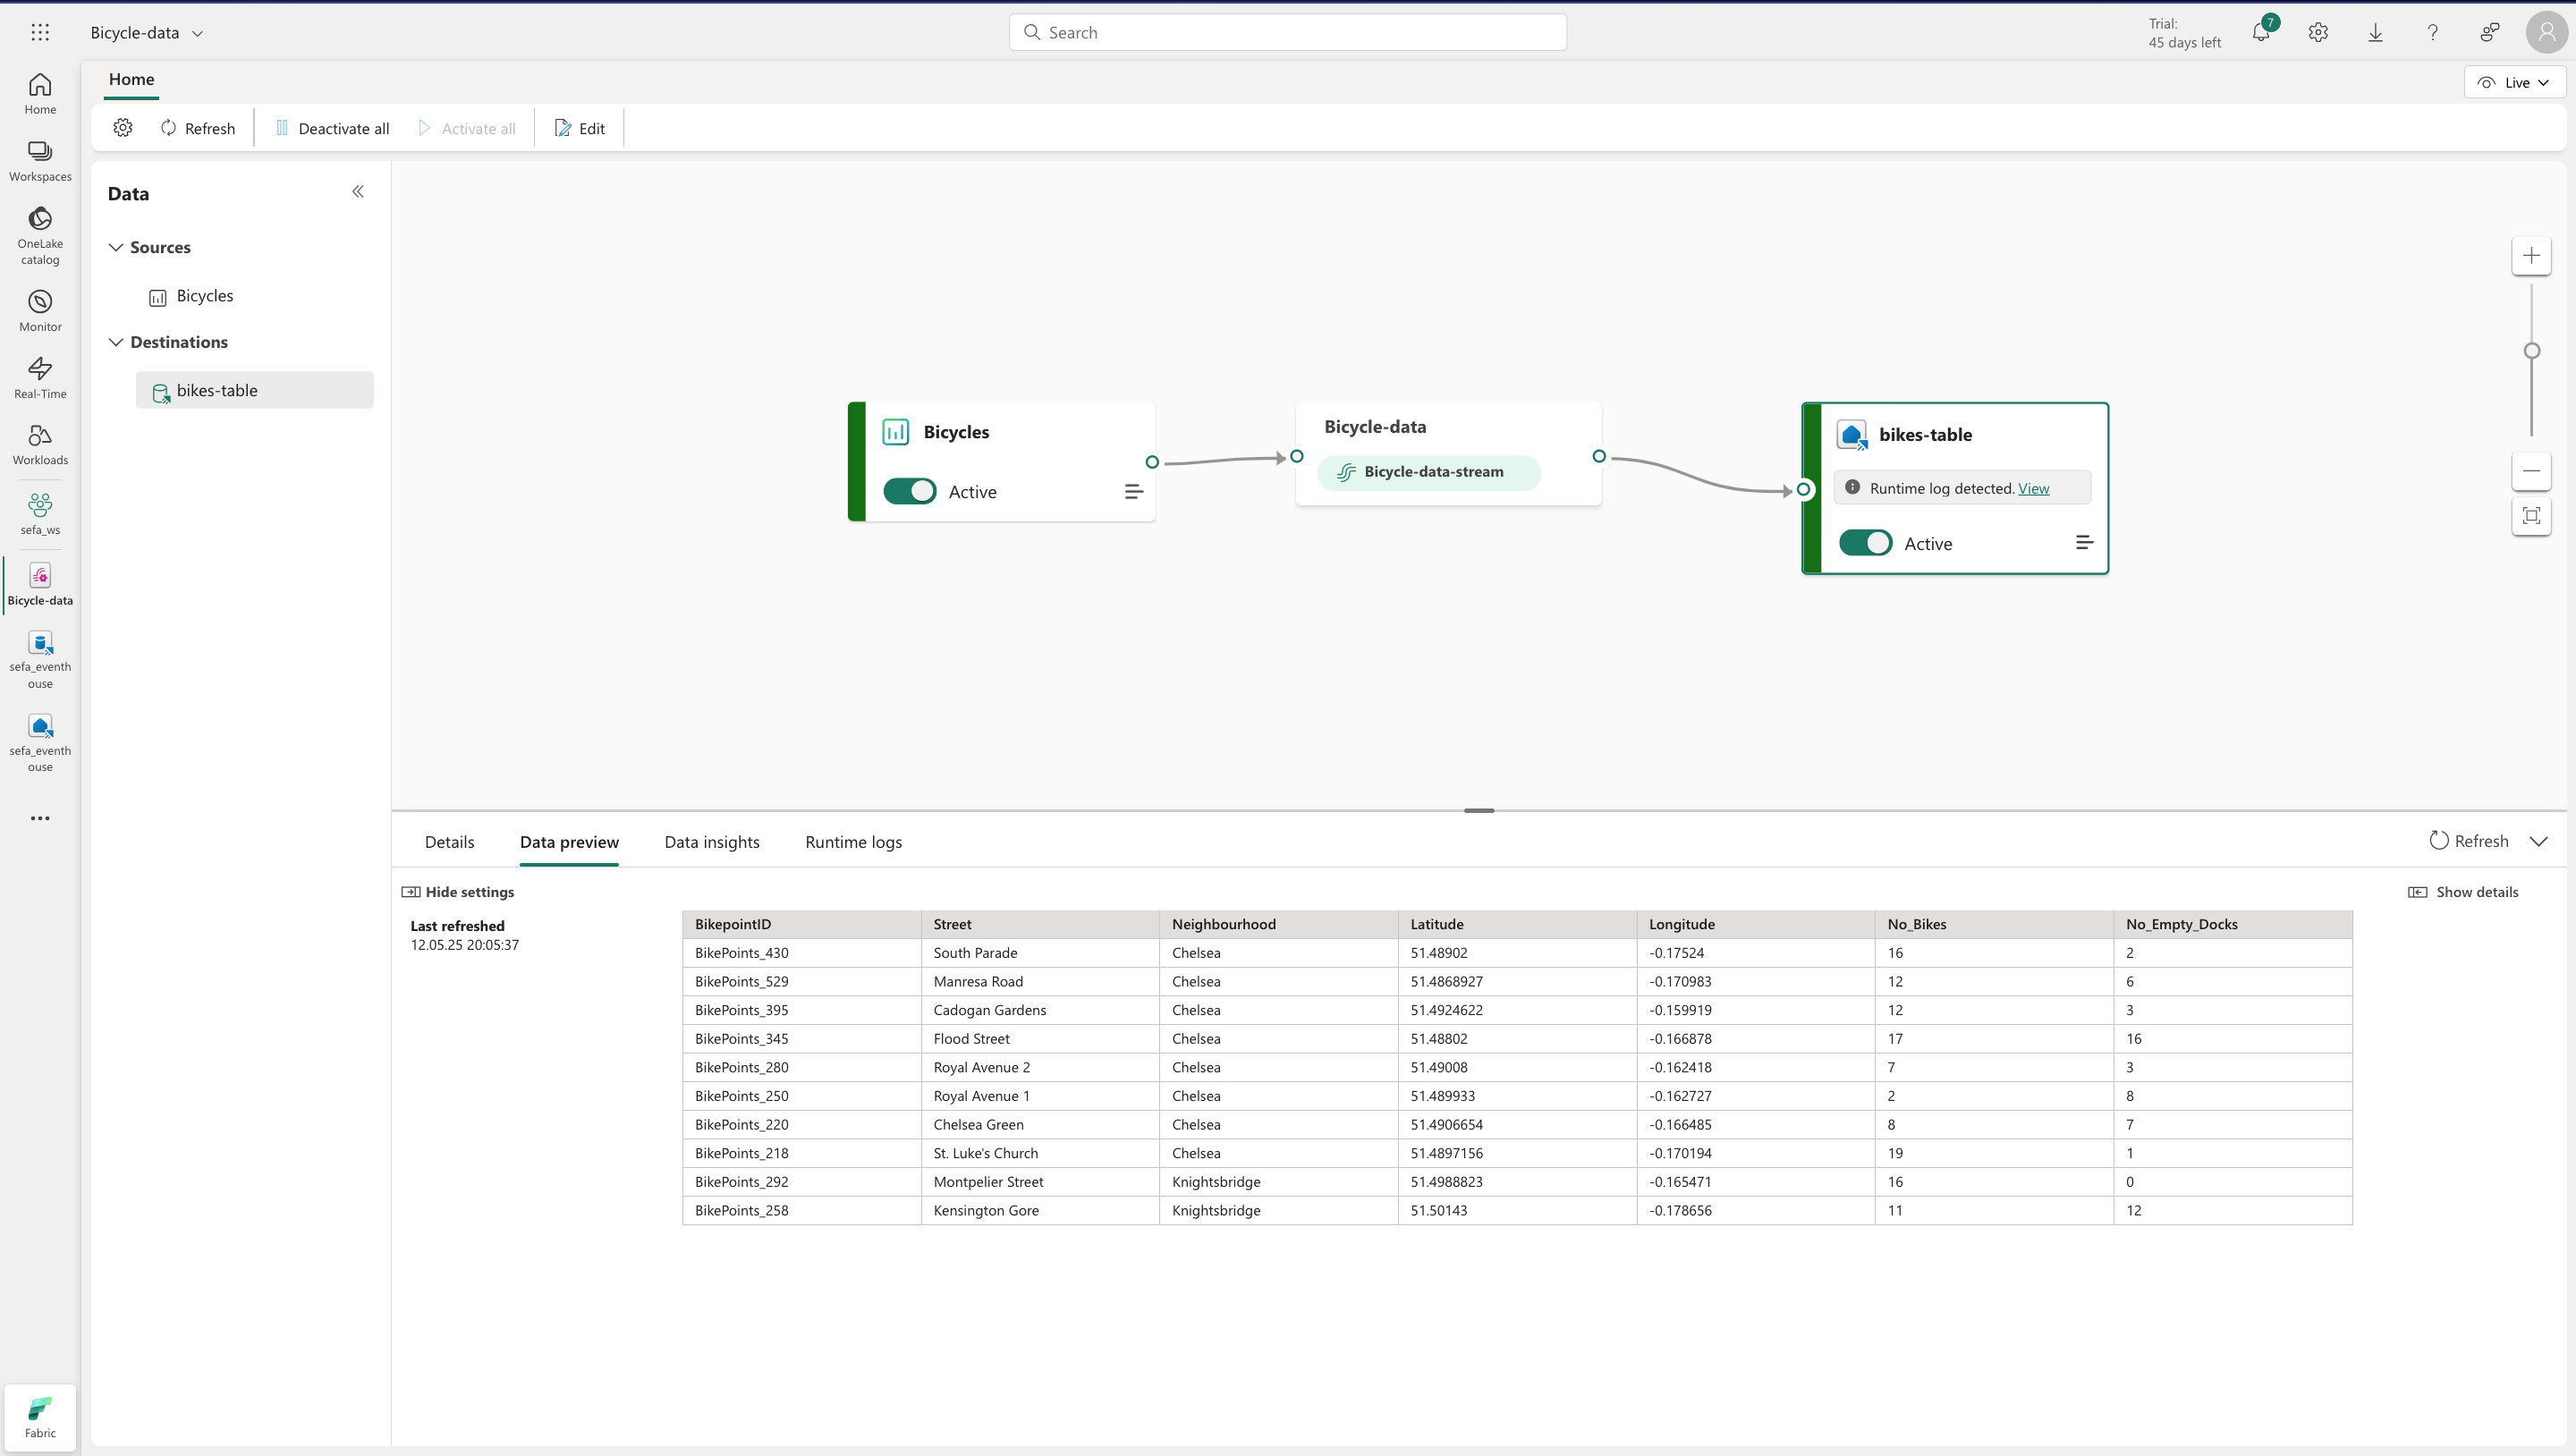 Bicycle-data
Search
Trial:
45 days left
7
Home
Live
Refresh
Deactivate all
Activate all
Edit
Home
Workspaces
OneLake
catalog
Monitor
Real-Time
Workloads
sefa_ws
Bicycle-data
sefa_eventh
ouse
sefa_eventh
ouse
Fabric
Data
Sources
Bicycles
Destinations
bikes-table
Bicycles
Active
Bicycle-data
Bicycle-data-stream
bikes-table
Runtime log detected. View
Active
Details Data preview Data insights Runtime logs
Refresh
Hide settings
Show details
Last refreshed
12.05.25 20:05:37
BikepointID Street Neighbourhood Latitude Longitude No_Bikes No_Empty_Docks
BikePoints_430 South Parade Chelsea 51.48902 -0.17524 16 2
BikePoints_529 Manresa Road Chelsea 51.4868927 -0.170983 12 6
BikePoints_395 Cadogan Gardens Chelsea 51.4924622 -0.159919 12 3
BikePoints_345 Flood Street Chelsea 51.48802 -0.166878 17 16
BikePoints_280 Royal Avenue 2 Chelsea 51.49008 -0.162418 7 3
BikePoints_250 Royal Avenue 1 Chelsea 51.489933 -0.162727 2 8
BikePoints_220 Chelsea Green Chelsea 51.4906654 -0.166485 8 7
BikePoints_218 St. Luke's Church Chelsea 51.4897156 -0.170194 19 1
BikePoints_292 Montpelier Street Knightsbridge 51.4988823 -0.165471 16 0
BikePoints_258 Kensington Gore Knightsbridge 51.50143 -0.178656 11 12